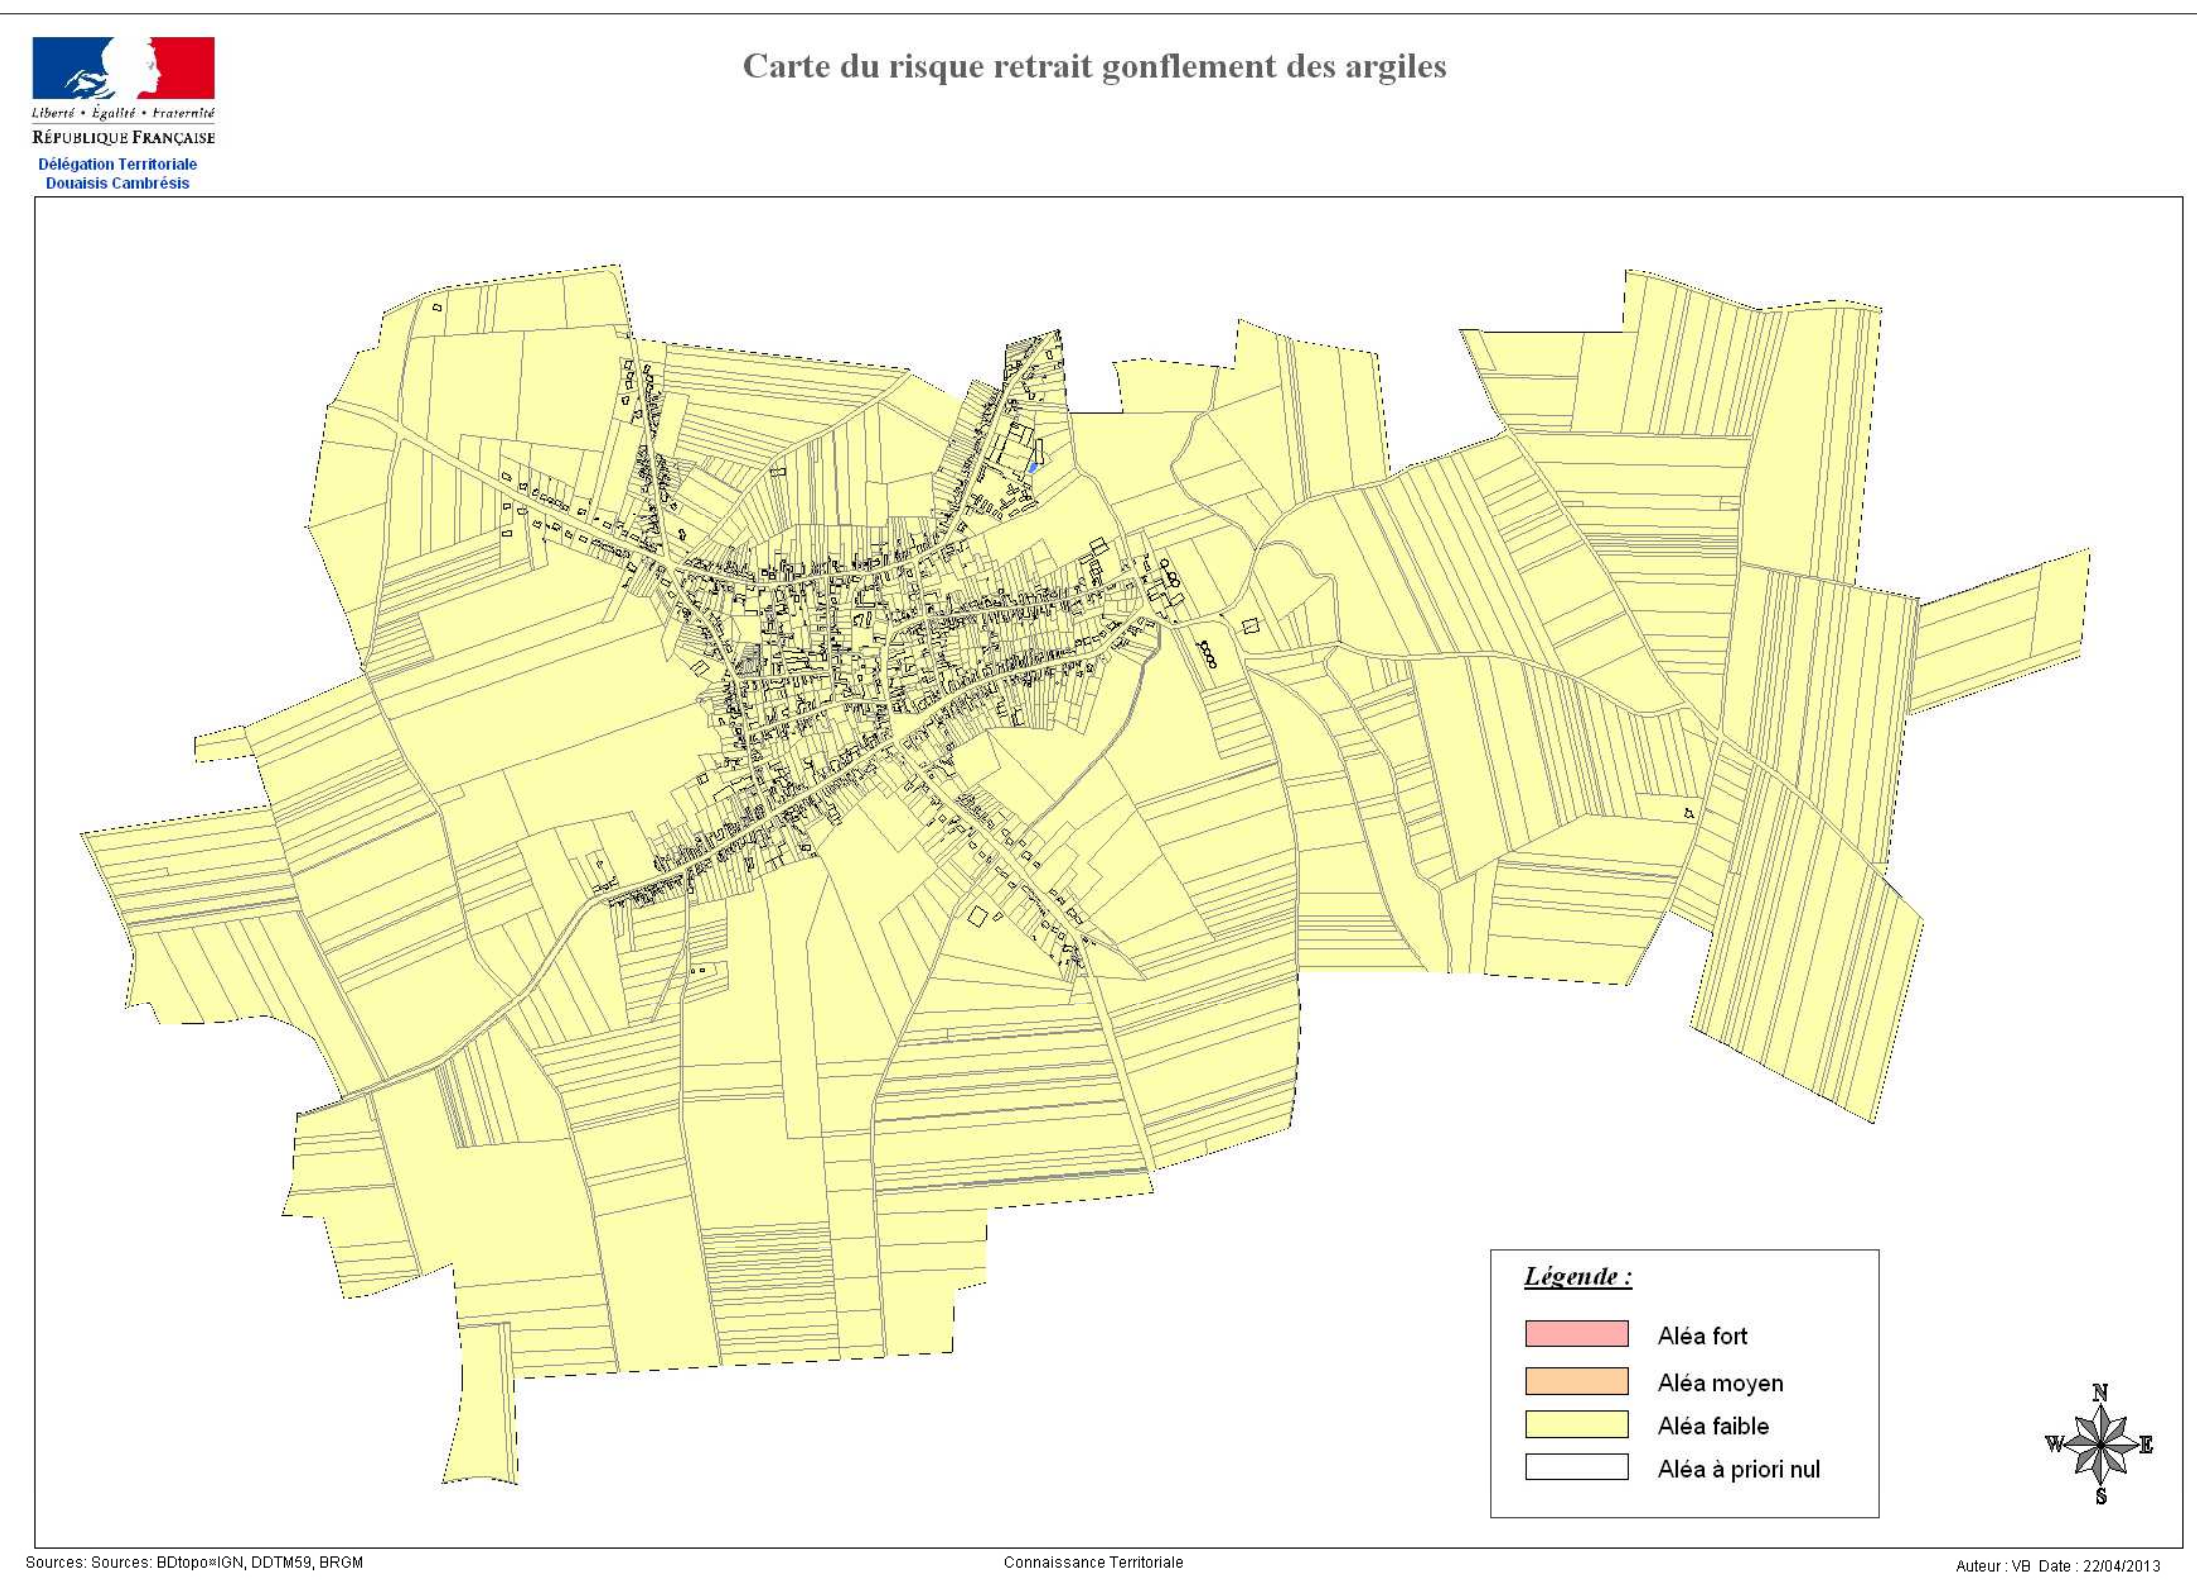 Carte du risque retrait gonflement des argiles
Liberté • Égalité • Fraternité
RÉPUBLIQUE FRANÇAISE
Délégation Territoriale
Douaisis Cambrésis
Légende :
Aléa fort
Aléa moyen
Aléa faible
Aléa à priori nul
N
W E
S
Sources: Sources: BDtopo¤IGN, DDTM59, BRGM
Connaissance Territoriale
Auteur : VB Date : 22/04/2013